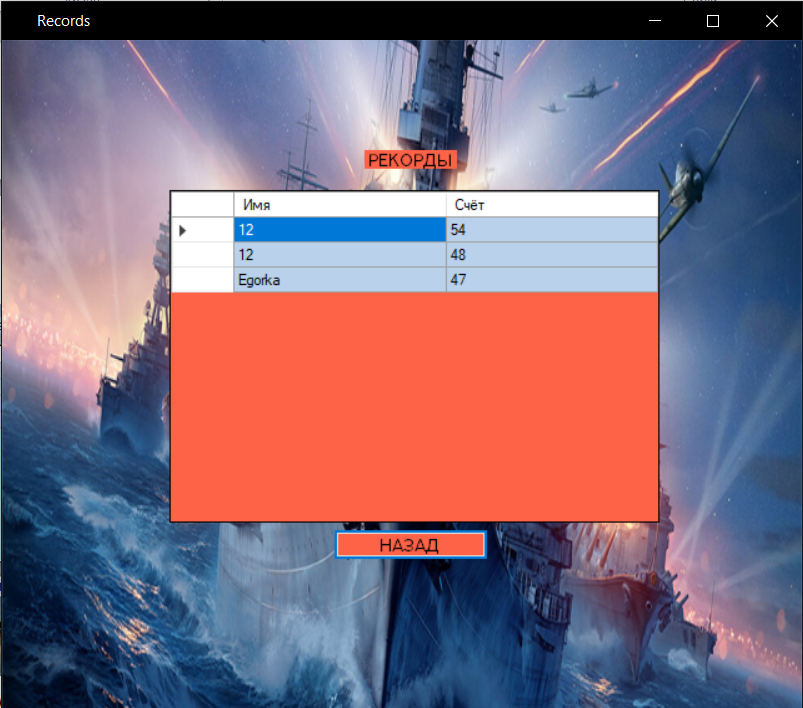 Records
РЕКОРДЫ
Имя Счёт
12 54
12 48
Egorka 47
НАЗАД